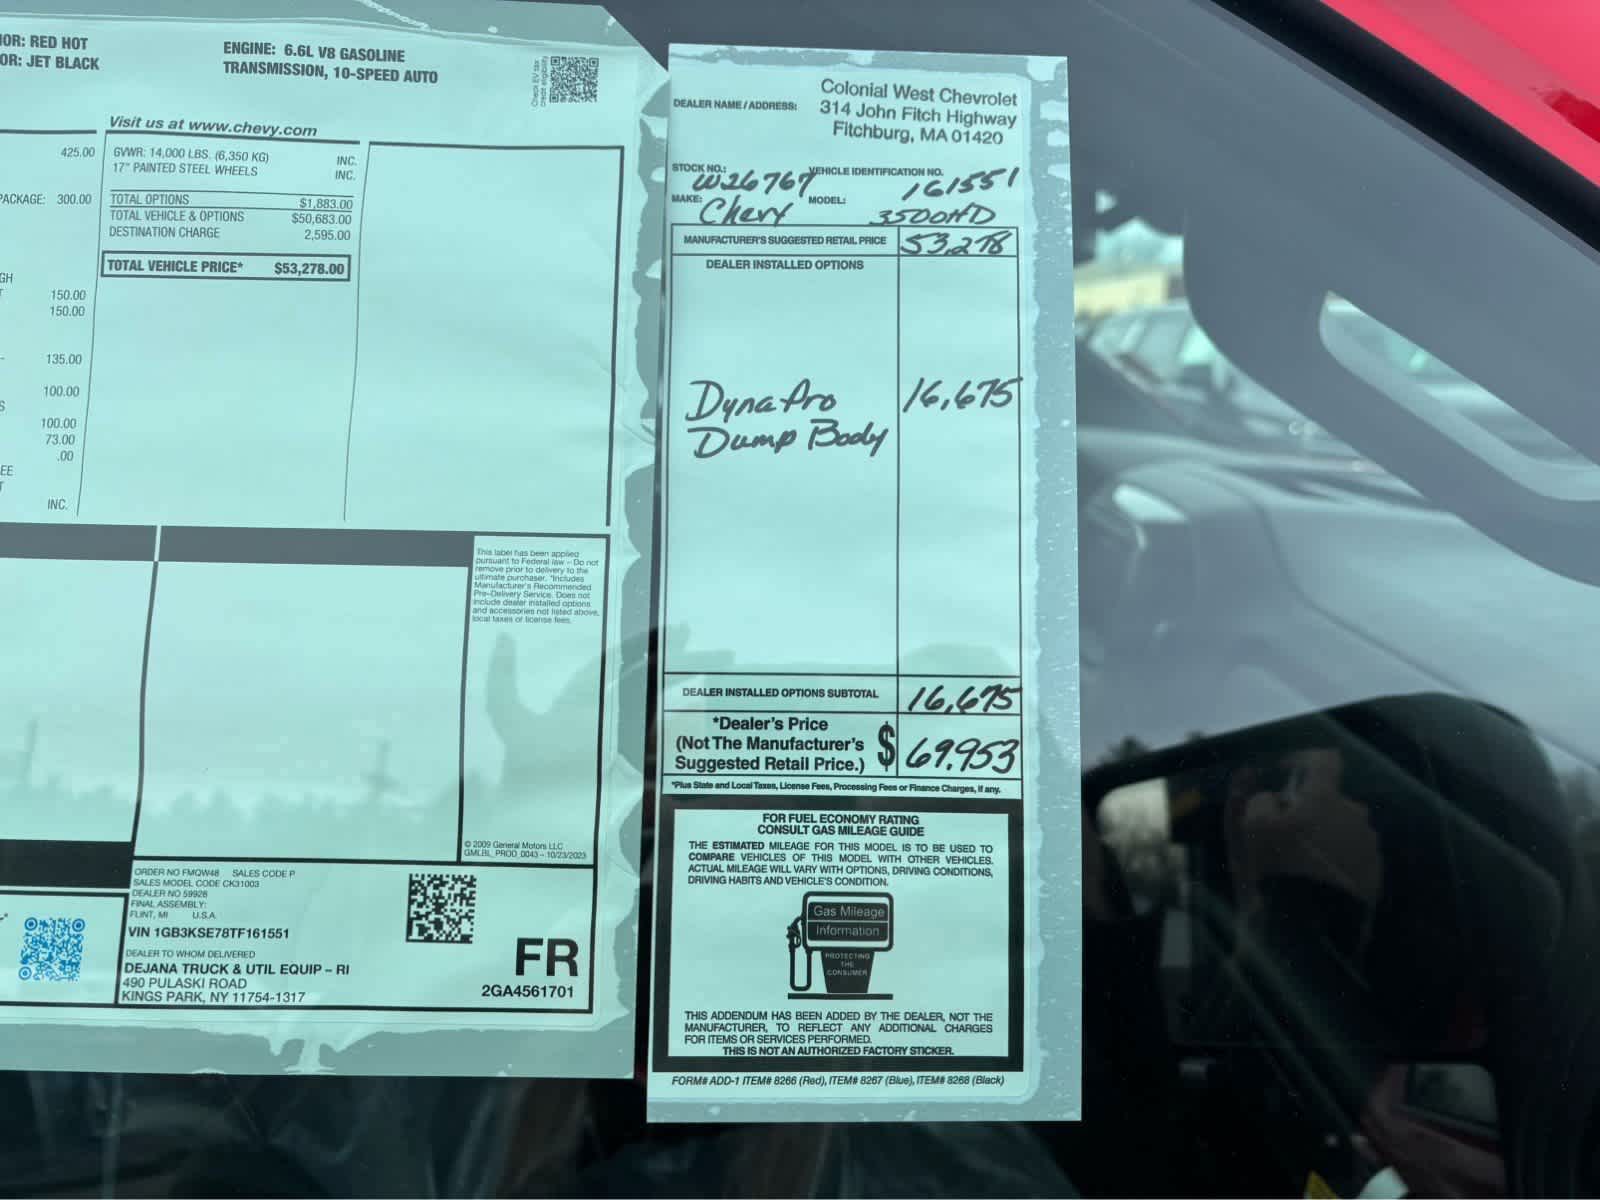 IOR: RED HOT
OR: JET BLACK
ENGINE: 6.6L V8 GASOLINE
TRANSMISSION, 10-SPEED AUTO
Check EV tax
credit eligibility
Visit us at www.chevy.com
425.00
PACKAGE: 300.00
GH
T 150.00
150.00
- 135.00
100.00
S
100.00
73.00
.00
EE
T
INC.
GVWR: 14,000 LBS. (6,350 KG) INC.
17" PAINTED STEEL WHEELS INC.
TOTAL OPTIONS $1,883.00
TOTAL VEHICLE & OPTIONS $50,683.00
DESTINATION CHARGE 2,595.00
TOTAL VEHICLE PRICE* $53,278.00
This label has been applied
pursuant to Federal law – Do not
remove prior to delivery to the
ultimate purchaser. *Includes
Manufacturer's Recommended
Pre-Delivery Service. Does not
include dealer installed options
and accessories not listed above,
local taxes or license fees.
© 2009 General Motors LLC
GMLBL_PROD_0043 – 10/23/2023
ORDER NO FMQW48 SALES CODE P
SALES MODEL CODE CK31003
DEALER NO 59928
FINAL ASSEMBLY:
FLINT, MI U.S.A.
VIN 1GB3KSE78TF161551
DEALER TO WHOM DELIVERED
DEJANA TRUCK & UTIL EQUIP – RI
490 PULASKI ROAD
KINGS PARK, NY 11754-1317
FR
2GA4561701
DEALER NAME / ADDRESS:
Colonial West Chevrolet
314 John Fitch Highway
Fitchburg, MA 01420
STOCK NO.: W26767 VEHICLE IDENTIFICATION NO. 161551
MAKE: Chevy MODEL: 3500HD
MANUFACTURER'S SUGGESTED RETAIL PRICE 53,278
DEALER INSTALLED OPTIONS
DynaPro 16,675
Dump Body
DEALER INSTALLED OPTIONS SUBTOTAL 16,675
*Dealer's Price
(Not The Manufacturer's
Suggested Retail Price.) $ 69,953
*Plus State and Local Taxes, License Fees, Processing Fees or Finance Charges, if any.
FOR FUEL ECONOMY RATING
CONSULT GAS MILEAGE GUIDE
THE ESTIMATED MILEAGE FOR THIS MODEL IS TO BE USED TO
COMPARE VEHICLES OF THIS MODEL WITH OTHER VEHICLES.
ACTUAL MILEAGE WILL VARY WITH OPTIONS, DRIVING CONDITIONS,
DRIVING HABITS AND VEHICLE'S CONDITION.
Gas Mileage
Information
PROTECTING
THE
CONSUMER
THIS ADDENDUM HAS BEEN ADDED BY THE DEALER, NOT THE
MANUFACTURER, TO REFLECT ANY ADDITIONAL CHARGES
FOR ITEMS OR SERVICES PERFORMED.
THIS IS NOT AN AUTHORIZED FACTORY STICKER.
FORM# ADD-1 ITEM# 8266 (Red), ITEM# 8267 (Blue), ITEM# 8268 (Black)